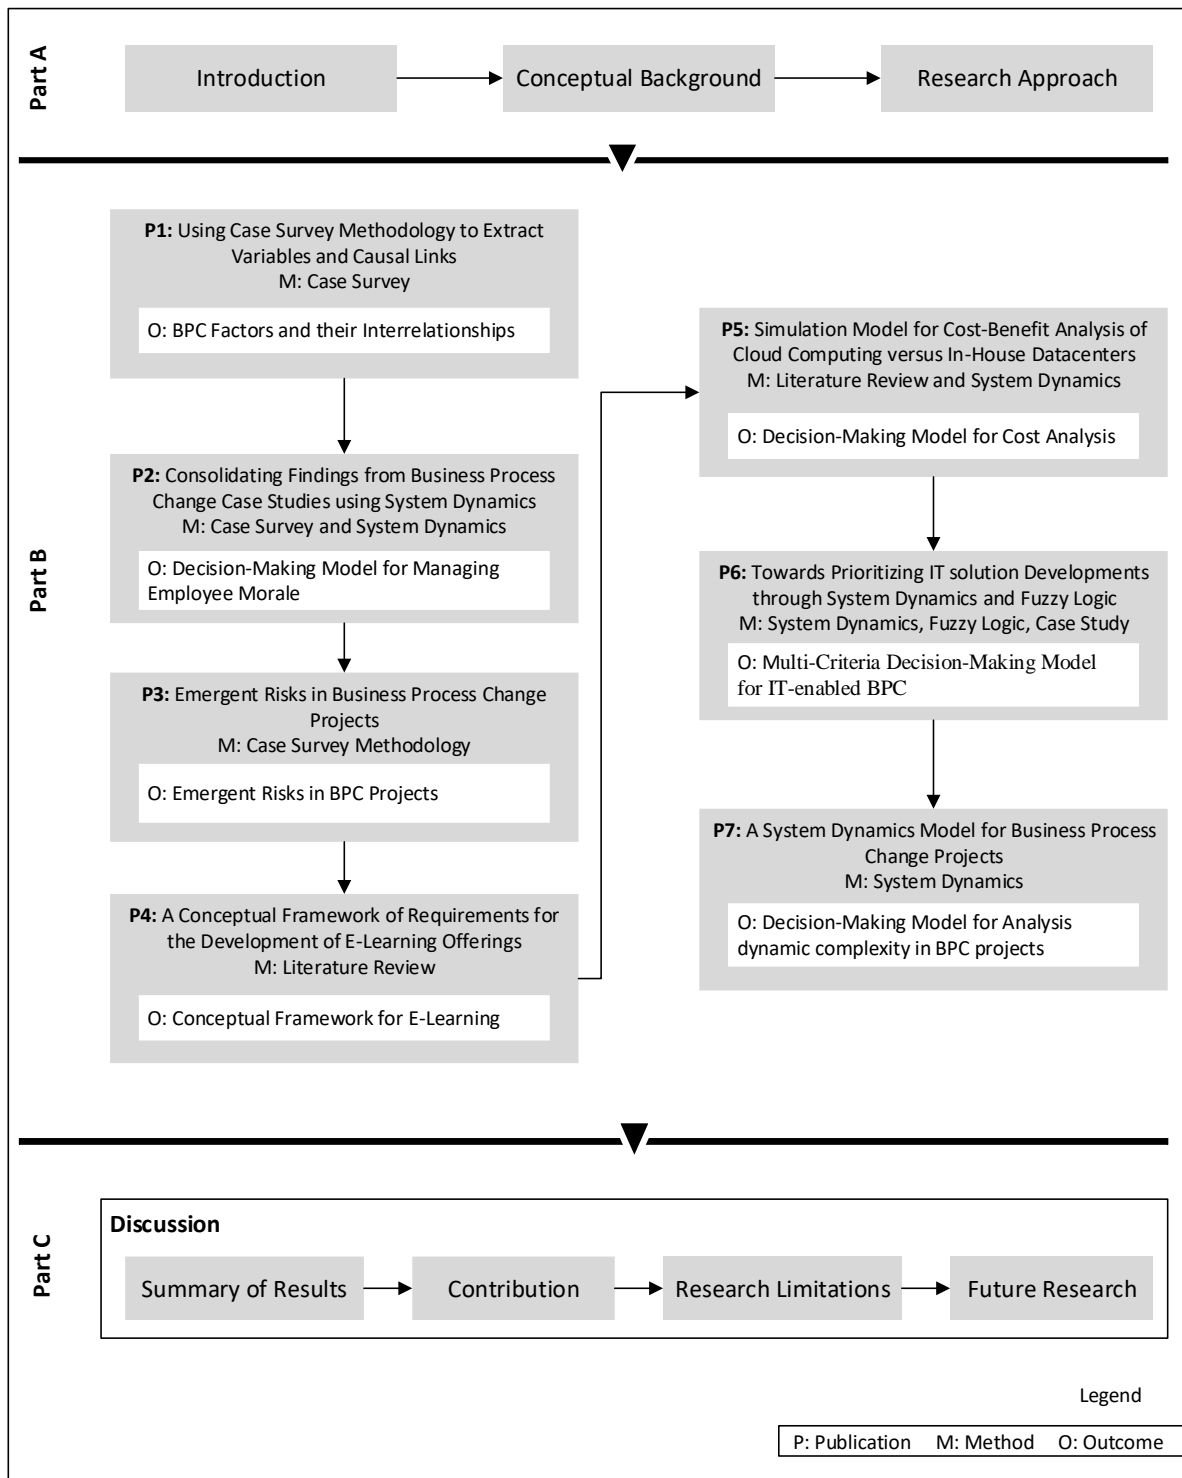 Part A
Introduction
Conceptual Background
Research Approach
Part B
P1: Using Case Survey Methodology to Extract
Variables and Causal Links
M: Case Survey
O: BPC Factors and their Interrelationships
P2: Consolidating Findings from Business Process
Change Case Studies using System Dynamics
M: Case Survey and System Dynamics
O: Decision-Making Model for Managing
Employee Morale
P3: Emergent Risks in Business Process Change
Projects
M: Case Survey Methodology
O: Emergent Risks in BPC Projects
P4: A Conceptual Framework of Requirements for
the Development of E-Learning Offerings
M: Literature Review
O: Conceptual Framework for E-Learning
P5: Simulation Model for Cost-Benefit Analysis of
Cloud Computing versus In-House Datacenters
M: Literature Review and System Dynamics
O: Decision-Making Model for Cost Analysis
P6: Towards Prioritizing IT solution Developments
through System Dynamics and Fuzzy Logic
M: System Dynamics, Fuzzy Logic, Case Study
O: Multi-Criteria Decision-Making Model
for IT-enabled BPC
P7: A System Dynamics Model for Business Process
Change Projects
M: System Dynamics
O: Decision-Making Model for Analysis
dynamic complexity in BPC projects
Part C
Discussion
Summary of Results
Contribution
Research Limitations
Future Research
Legend
P: Publication M: Method O: Outcome